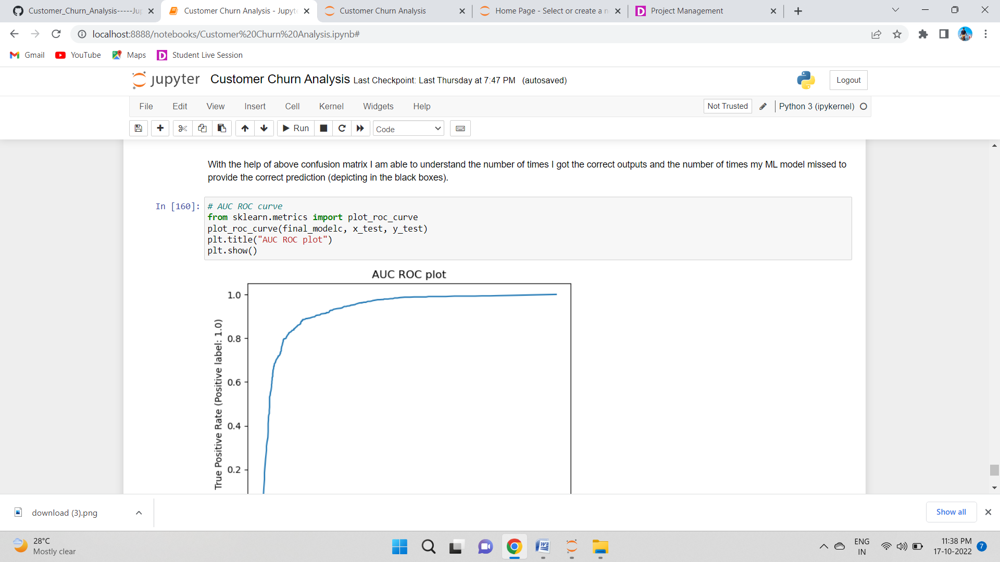 Customer_Churn_Analysis-----Jup
Customer Churn Analysis - Jupyte
Customer Churn Analysis
Home Page - Select or create a n
Project Management
localhost:8888/notebooks/Customer%20Churn%20Analysis.ipynb#
Gmail
YouTube
Maps
Student Live Session
jupyter Customer Churn Analysis Last Checkpoint: Last Thursday at 7:47 PM (autosaved)
Logout
File Edit View Insert Cell Kernel Widgets Help
Not Trusted
Python 3 (ipykernel)
Run
Code
With the help of above confusion matrix I am able to understand the number of times I got the correct outputs and the number of times my ML model missed to
provide the correct prediction (depicting in the black boxes).
In [160]:
# AUC ROC curve
from sklearn.metrics import plot_roc_curve
plot_roc_curve(final_modelc, x_test, y_test)
plt.title("AUC ROC plot")
plt.show()
AUC ROC plot
1.0
0.8
0.6
0.4
0.2
True Positive Rate (Positive label: 1.0)
download (3).png
Show all
28°C
Mostly clear
ENG
IN
11:38 PM
17-10-2022
7